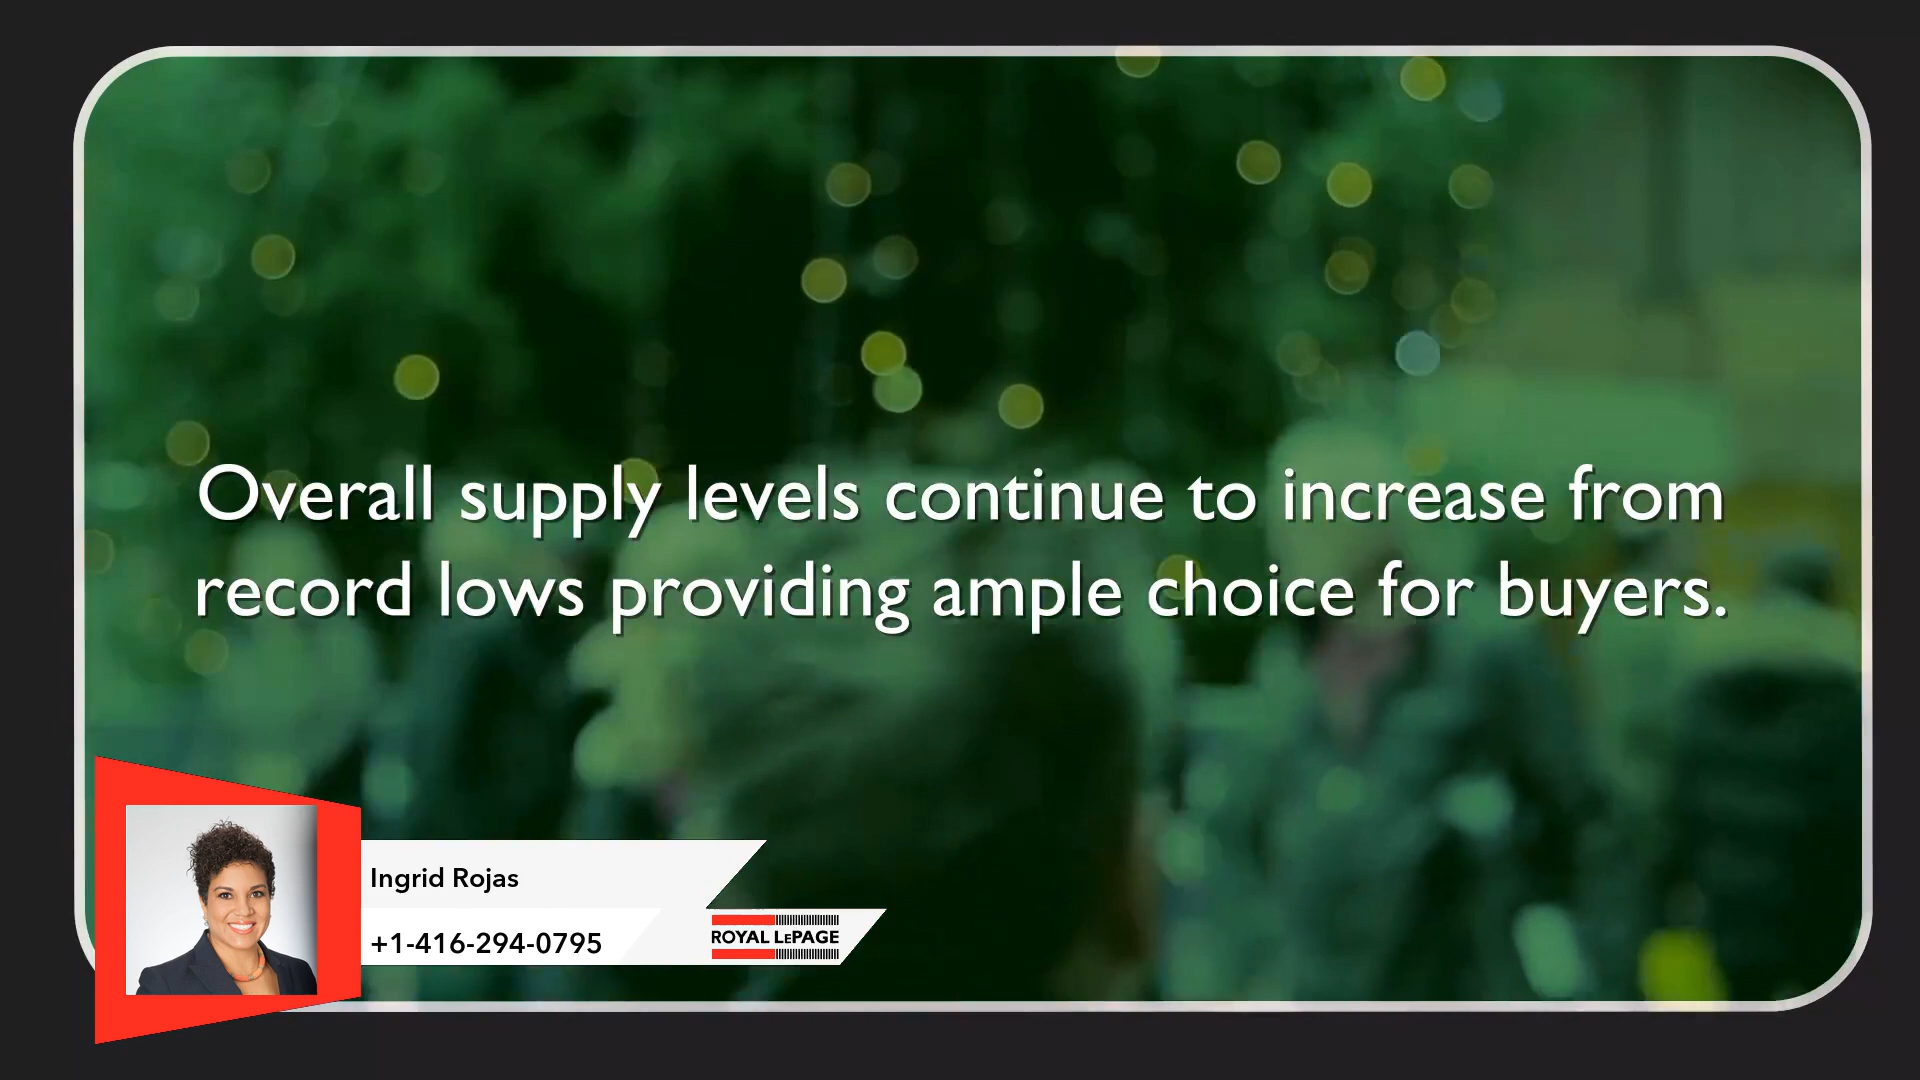 Overall supply levels continue to increase from
record lows providing ample choice for buyers.
Ingrid Rojas
+1-416-294-0795
ROYAL LEPAGE